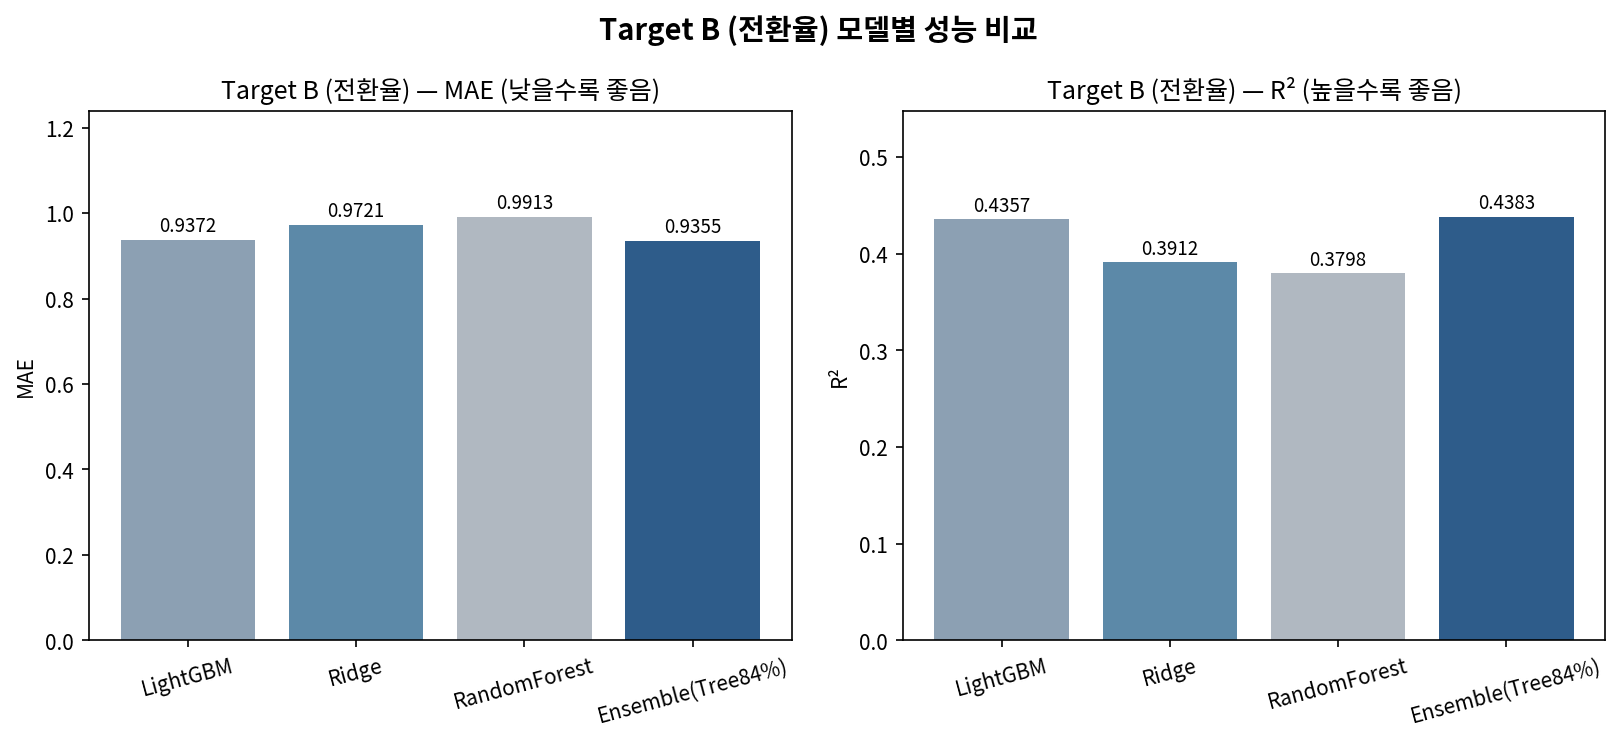 Target B (전환율) 모델별 성능 비교
Target B (전환율) — MAE (낮을수록 좋음)
MAE
1.2
1.0
0.8
0.6
0.4
0.2
0.0
0.9372
0.9721
0.9913
0.9355
LightGBM
Ridge
RandomForest
Ensemble(Tree84%)
Target B (전환율) — R² (높을수록 좋음)
R²
0.5
0.4
0.3
0.2
0.1
0.0
0.4357
0.3912
0.3798
0.4383
LightGBM
Ridge
RandomForest
Ensemble(Tree84%)